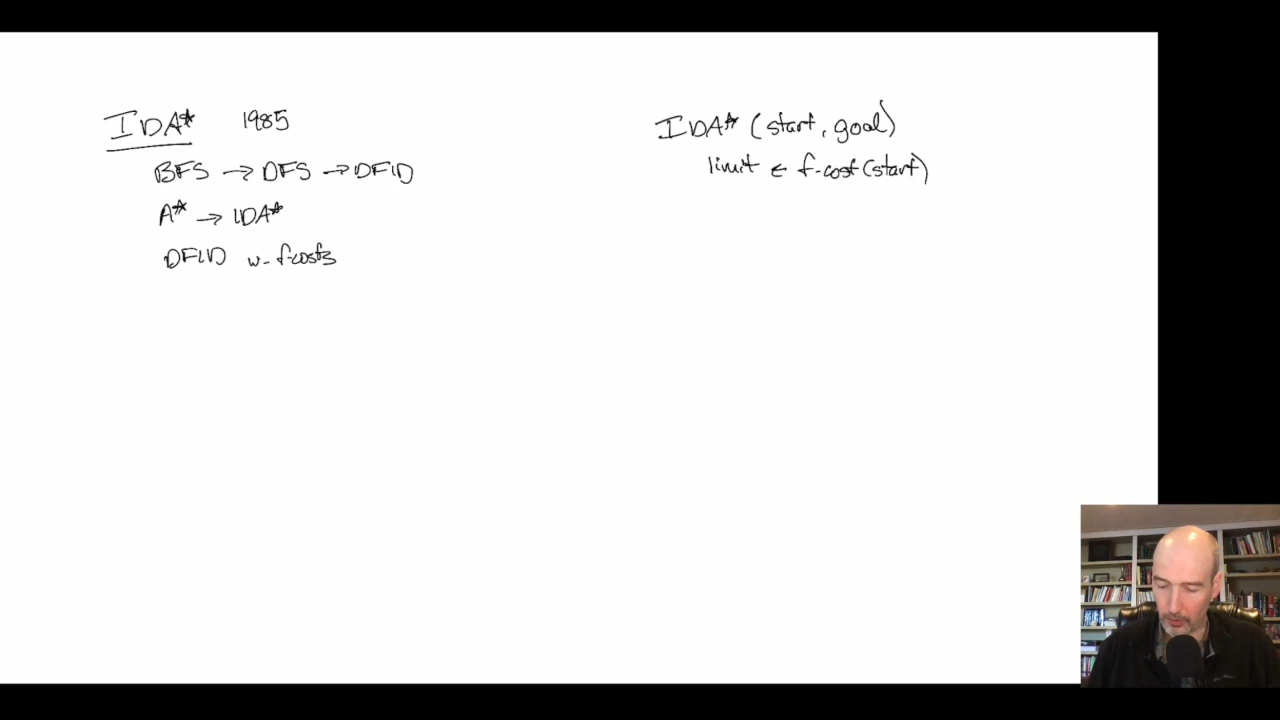 IDA* 1985
BFS → DFS → DFID
A* → IDA*
DFID w- f-costs
IDA* (start, goal)
limit ← f-cost(start)